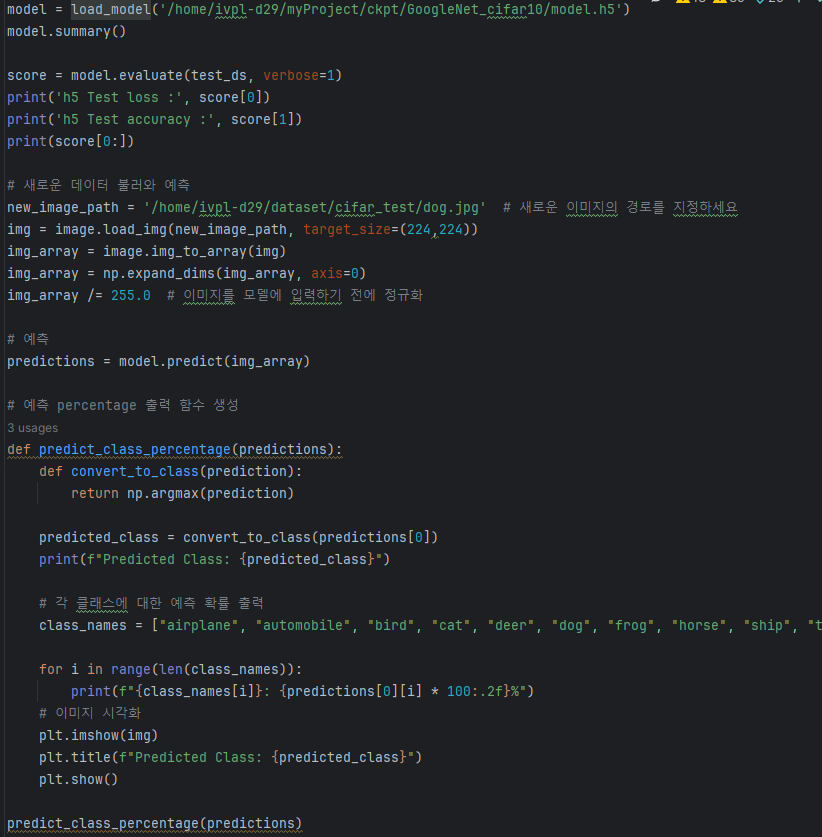 model = load_model('/home/ivpl-d29/myProject/ckpt/GoogleNet_cifar10/model.h5')
model.summary()
score = model.evaluate(test_ds, verbose=1)
print('h5 Test loss :', score[0])
print('h5 Test accuracy :', score[1])
print(score[0:])
# 새로운 데이터 불러와 예측
new_image_path = '/home/ivpl-d29/dataset/cifar_test/dog.jpg'  # 새로운 이미지의 경로를 지정하세요
img = image.load_img(new_image_path, target_size=(224,224))
img_array = image.img_to_array(img)
img_array = np.expand_dims(img_array, axis=0)
img_array /= 255.0  # 이미지를 모델에 입력하기 전에 정규화
# 예측
predictions = model.predict(img_array)
# 예측 percentage 출력 함수 생성
3 usages
def predict_class_percentage(predictions):
    def convert_to_class(prediction):
        return np.argmax(prediction)
    predicted_class = convert_to_class(predictions[0])
    print(f"Predicted Class: {predicted_class}")
    # 각 클래스에 대한 예측 확률 출력
    class_names = ["airplane", "automobile", "bird", "cat", "deer", "dog", "frog", "horse", "ship", "t
    for i in range(len(class_names)):
        print(f"{class_names[i]}: {predictions[0][i] * 100:.2f}%")
    # 이미지 시각화
    plt.imshow(img)
    plt.title(f"Predicted Class: {predicted_class}")
    plt.show()
predict_class_percentage(predictions)